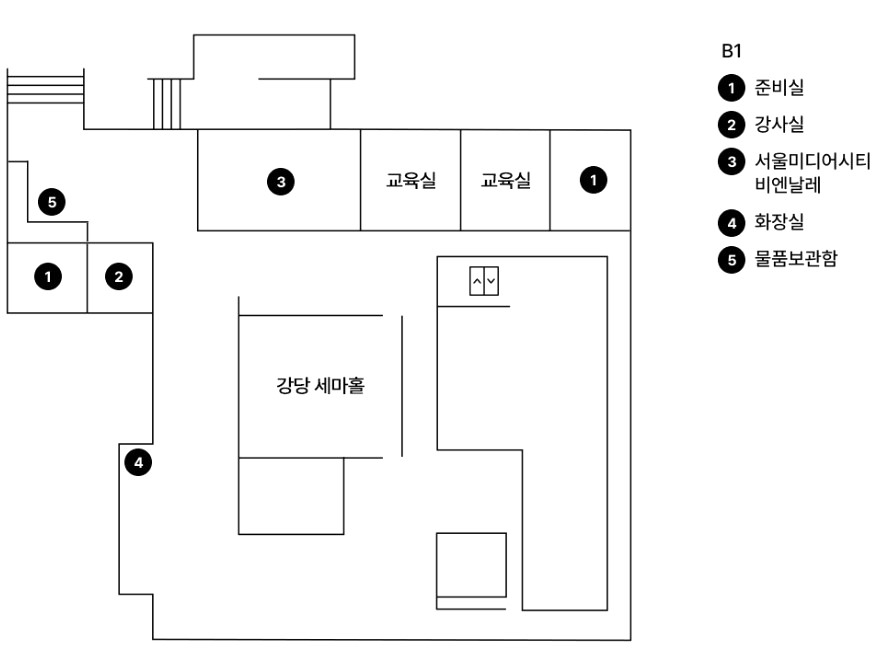 B1
1 준비실
2 강사실
3 서울미디어시티
비엔날레
4 화장실
5 물품보관함
3
교육실
교육실
1
5
1
2
강당 세마홀
4